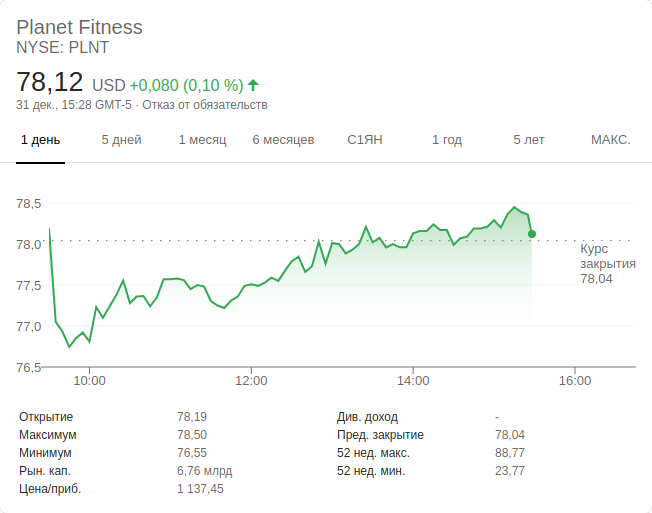 Planet Fitness
NYSE: PLNT
78,12 USD +0,080 (0,10 %)
31 дек., 15:28 GMT-5 · Отказ от обязательств
1 день 5 дней 1 месяц 6 месяцев С1ЯН 1 год 5 лет МАКС.
78,5
78,0
77,5
77,0
76,5
Курс
закрытия
78,04
10:00 12:00 14:00 16:00
Открытие 78,19 Див. доход -
Максимум 78,50 Пред. закрытие 78,04
Минимум 76,55 52 нед. макс. 88,77
Рын. кап. 6,76 млрд 52 нед. мин. 23,77
Цена/приб. 1 137,45